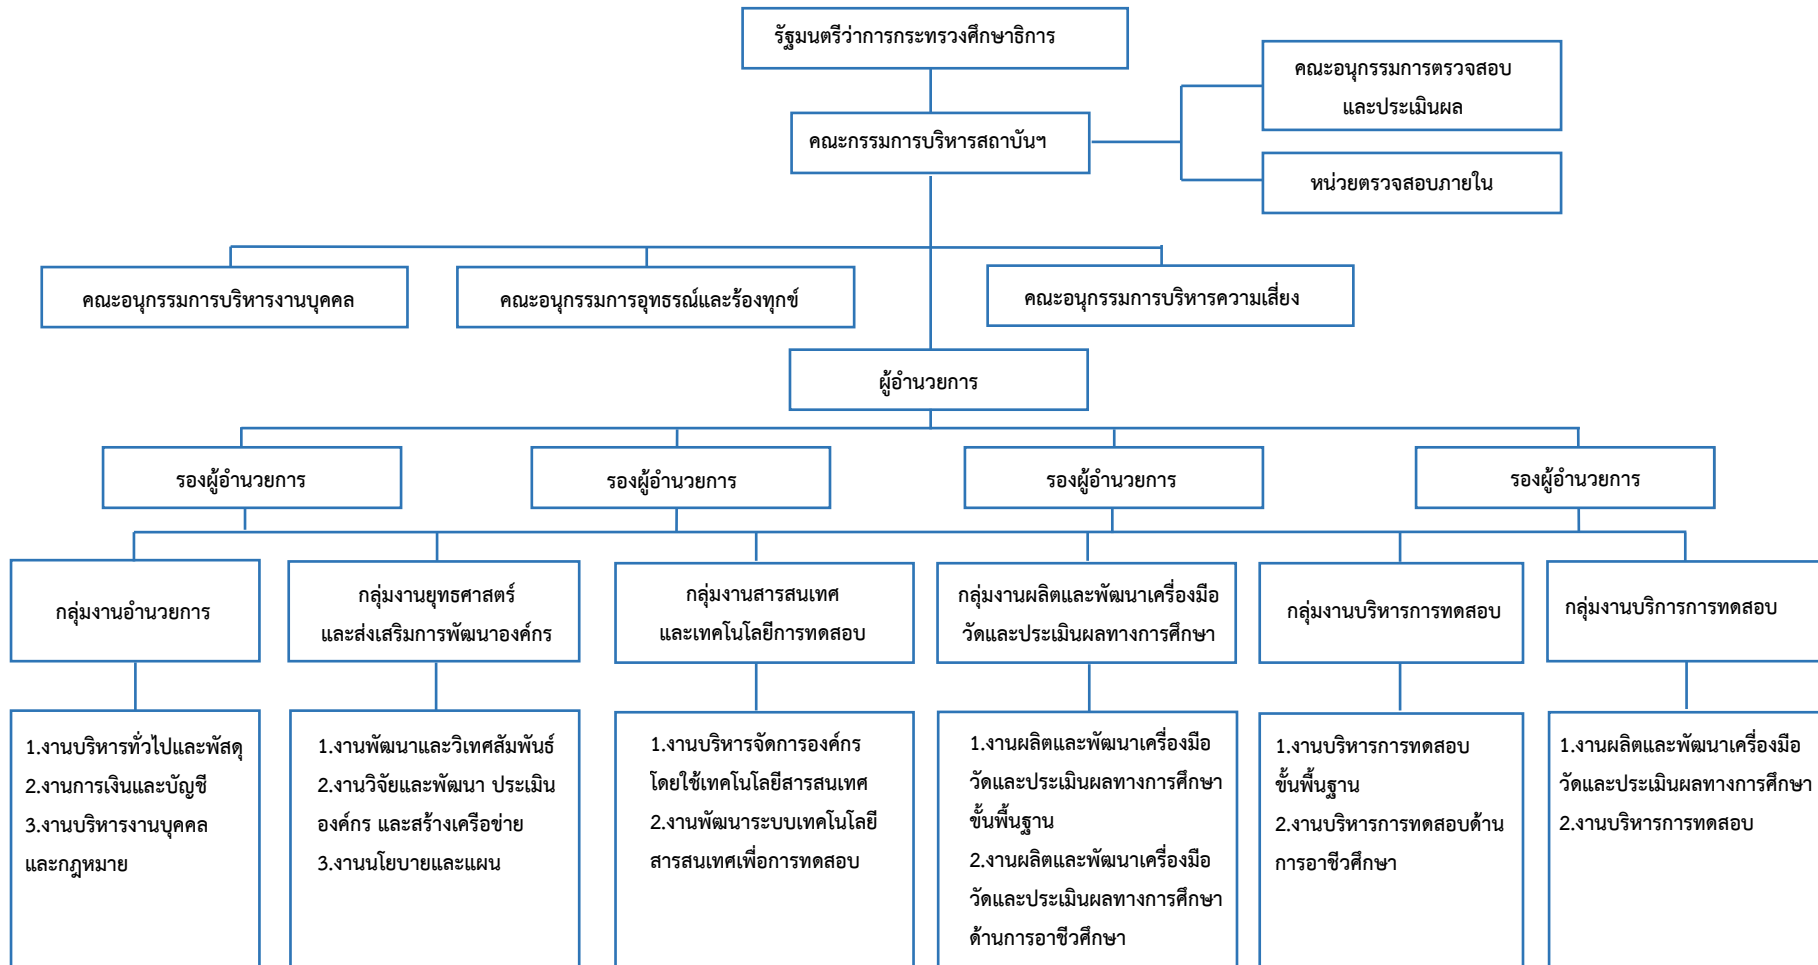 รัฐมนตรีว่าการกระทรวงศึกษาธิการ
คณะอนุกรรมการตรวจสอบ
และประเมินผล
คณะกรรมการบริหารสถาบันฯ
หน่วยตรวจสอบภายใน
คณะอนุกรรมการบริหารงานบุคคล
คณะอนุกรรมการอุทธรณ์และร้องทุกข์
คณะอนุกรรมการบริหารความเสี่ยง
ผู้อำนวยการ
รองผู้อำนวยการ
รองผู้อำนวยการ
รองผู้อำนวยการ
รองผู้อำนวยการ
กลุ่มงานอำนวยการ
กลุ่มงานยุทธศาสตร์
และส่งเสริมการพัฒนาองค์กร
กลุ่มงานสารสนเทศ
และเทคโนโลยีการทดสอบ
กลุ่มงานผลิตและพัฒนาเครื่องมือ
วัดและประเมินผลทางการศึกษา
กลุ่มงานบริหารการทดสอบ
กลุ่มงานบริการการทดสอบ
1.งานบริหารทั่วไปและพัสดุ
2.งานการเงินและบัญชี
3.งานบริหารงานบุคคล
และกฎหมาย
1.งานพัฒนาและวิเทศสัมพันธ์
2.งานวิจัยและพัฒนา ประเมิน
องค์กร และสร้างเครือข่าย
3.งานนโยบายและแผน
1.งานบริหารจัดการองค์กร
โดยใช้เทคโนโลยีสารสนเทศ
2.งานพัฒนาระบบเทคโนโลยี
สารสนเทศเพื่อการทดสอบ
1.งานผลิตและพัฒนาเครื่องมือ
วัดและประเมินผลทางการศึกษา
ขั้นพื้นฐาน
2.งานผลิตและพัฒนาเครื่องมือ
วัดและประเมินผลทางการศึกษา
ด้านการอาชีวศึกษา
1.งานบริหารการทดสอบ
ขั้นพื้นฐาน
2.งานบริหารการทดสอบด้าน
การอาชีวศึกษา
1.งานผลิตและพัฒนาเครื่องมือ
วัดและประเมินผลทางการศึกษา
2.งานบริหารการทดสอบ